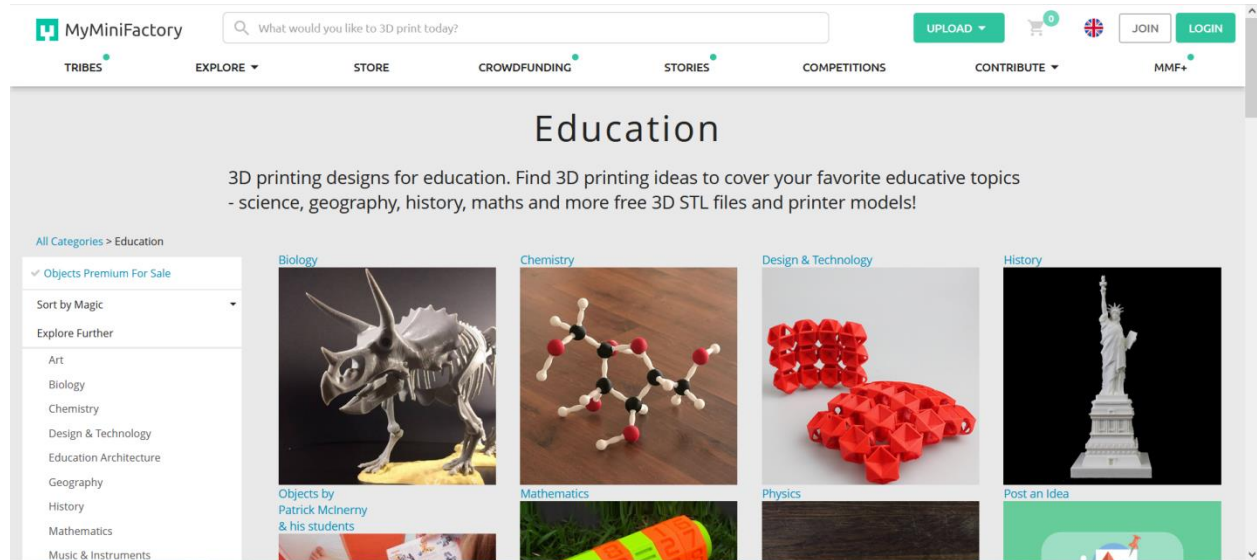 MyMiniFactory
What would you like to 3D print today?
UPLOAD
0
JOIN
LOGIN
TRIBES
EXPLORE
STORE
CROWDFUNDING
STORIES
COMPETITIONS
CONTRIBUTE
MMF+
Education
3D printing designs for education. Find 3D printing ideas to cover your favorite educative topics
- science, geography, history, maths and more free 3D STL files and printer models!
All Categories > Education
Objects Premium For Sale
Sort by Magic
Explore Further
Art
Biology
Chemistry
Design & Technology
Education Architecture
Geography
History
Mathematics
Music & Instruments
Biology
Chemistry
Design & Technology
History
Objects by
Patrick McInerny
& his students
Mathematics
Physics
Post an Idea